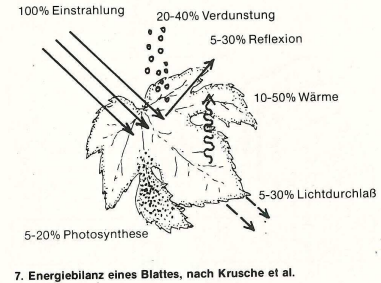 100% Einstrahlung
20-40% Verdunstung
5-30% Reflexion
10-50% Wärme
5-30% Lichtdurchlaß
5-20% Photosynthese
7. Energiebilanz eines Blattes, nach Krusche et al.